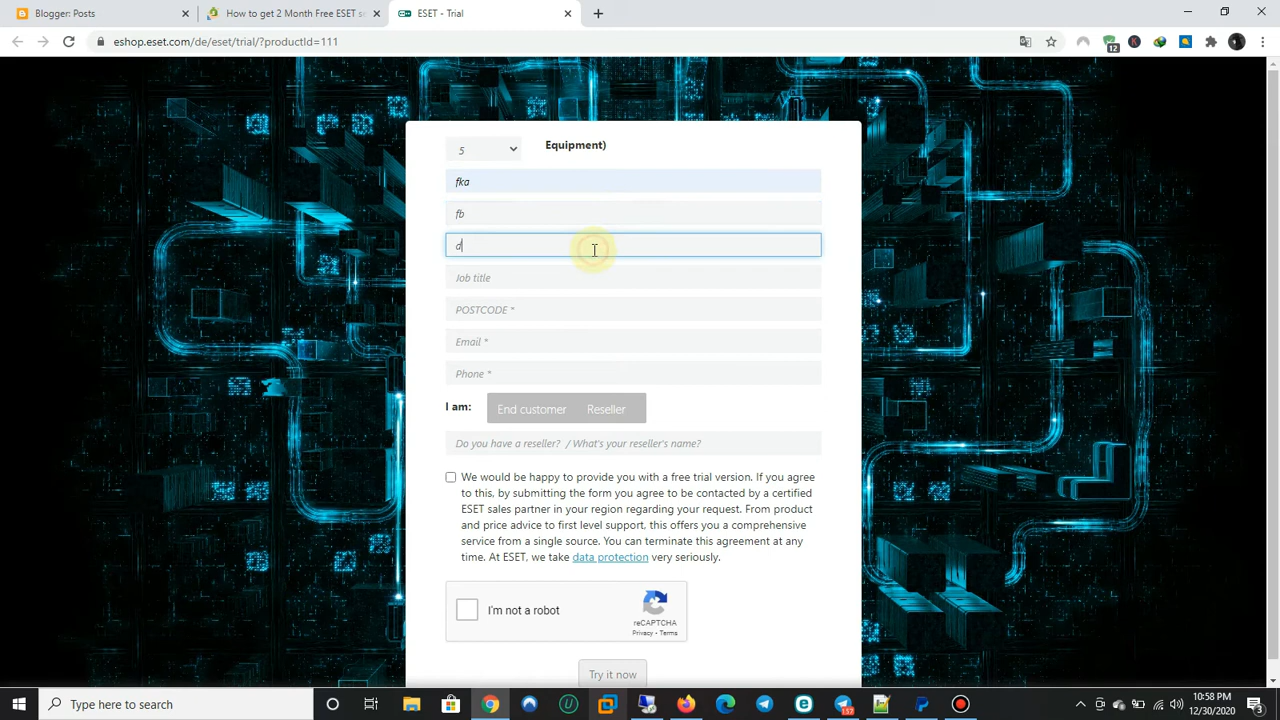 Blogger: Posts
How to get 2 Month Free ESET se
ESET - Trial
eshop.eset.com/de/eset/trial/?productId=111
12
5
Equipment)
fka
fb
d
Job title
POSTCODE *
Email *
Phone *
I am:
End customer
Reseller
Do you have a reseller? / What's your reseller's name?
We would be happy to provide you with a free trial version. If you agree
to this, by submitting the form you agree to be contacted by a certified
ESET sales partner in your region regarding your request. From product
and price advice to first level support, this offers you a comprehensive
service from a single source. You can terminate this agreement at any
time. At ESET, we take data protection very seriously.
I'm not a robot
reCAPTCHA
Privacy - Terms
Try it now
Type here to search
157
10:58 PM
12/30/2020
3